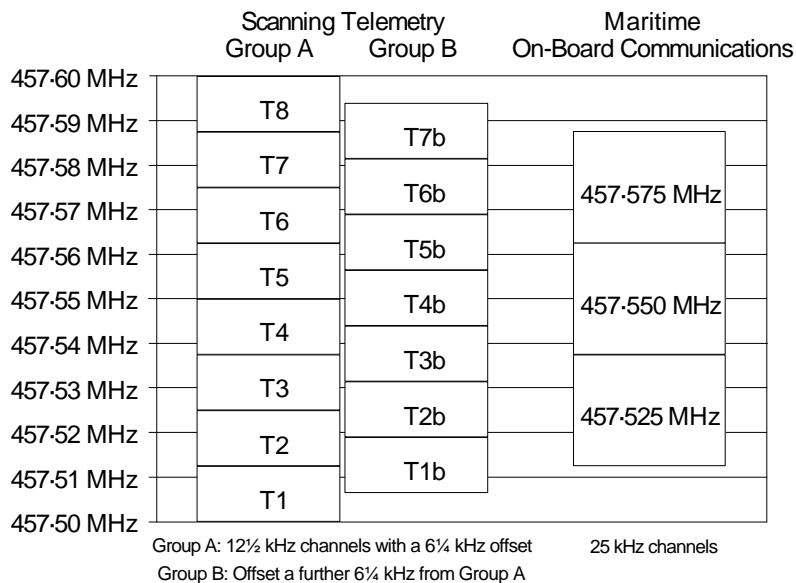 Scanning Telemetry
Group A
Group B
Maritime
On-Board Communications
457·60 MHz
457·59 MHz
457·58 MHz
457·57 MHz
457·56 MHz
457·55 MHz
457·54 MHz
457·53 MHz
457·52 MHz
457·51 MHz
457·50 MHz
T8
T7
T6
T5
T4
T3
T2
T1
T7b
T6b
T5b
T4b
T3b
T2b
T1b
457·575 MHz
457·550 MHz
457·525 MHz
Group A: 12½ kHz channels with a 6¼ kHz offset
Group B: Offset a further 6¼ kHz from Group A
25 kHz channels